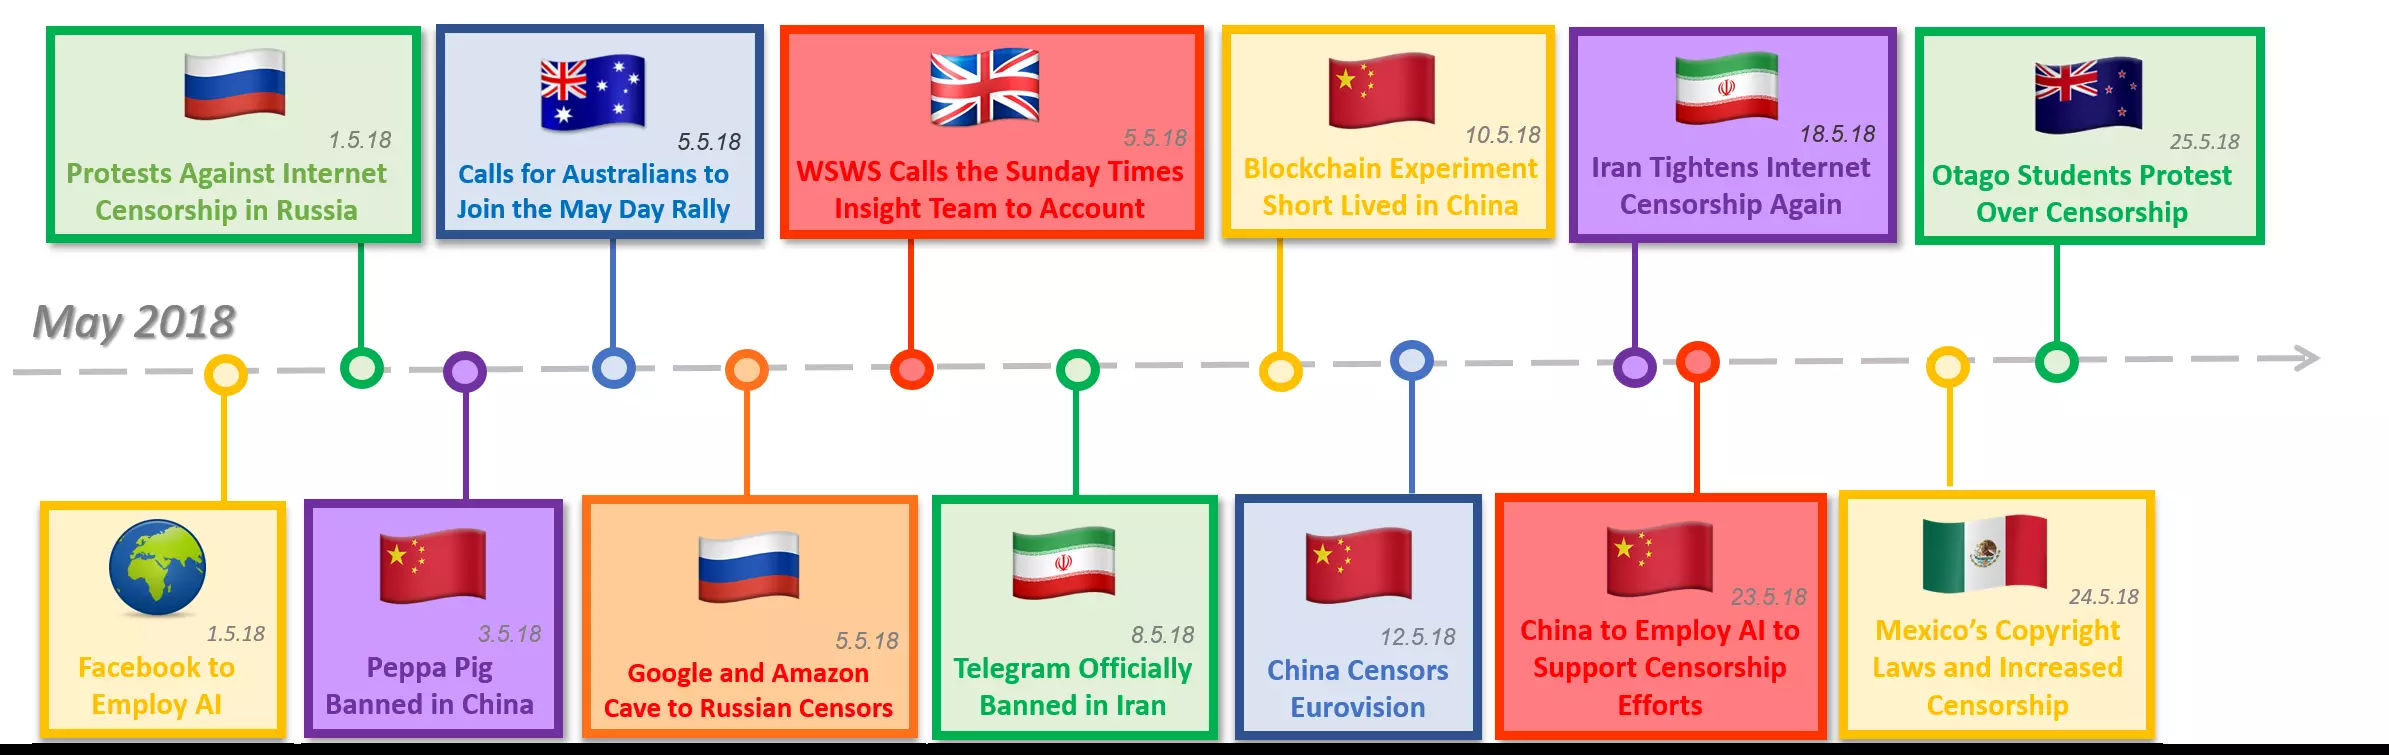 1.5.18
Protests Against Internet
Censorship in Russia
5.5.18
Calls for Australians to
Join the May Day Rally
5.5.18
WSWS Calls the Sunday Times
Insight Team to Account
10.5.18
Blockchain Experiment
Short Lived in China
18.5.18
Iran Tightens Internet
Censorship Again
25.5.18
Otago Students Protest
Over Censorship
May 2018
1.5.18
Facebook to
Employ AI
3.5.18
Peppa Pig
Banned in China
5.5.18
Google and Amazon
Cave to Russian Censors
8.5.18
Telegram Officially
Banned in Iran
12.5.18
China Censors
Eurovision
23.5.18
China to Employ AI to
Support Censorship
Efforts
24.5.18
Mexico’s Copyright
Laws and Increased
Censorship